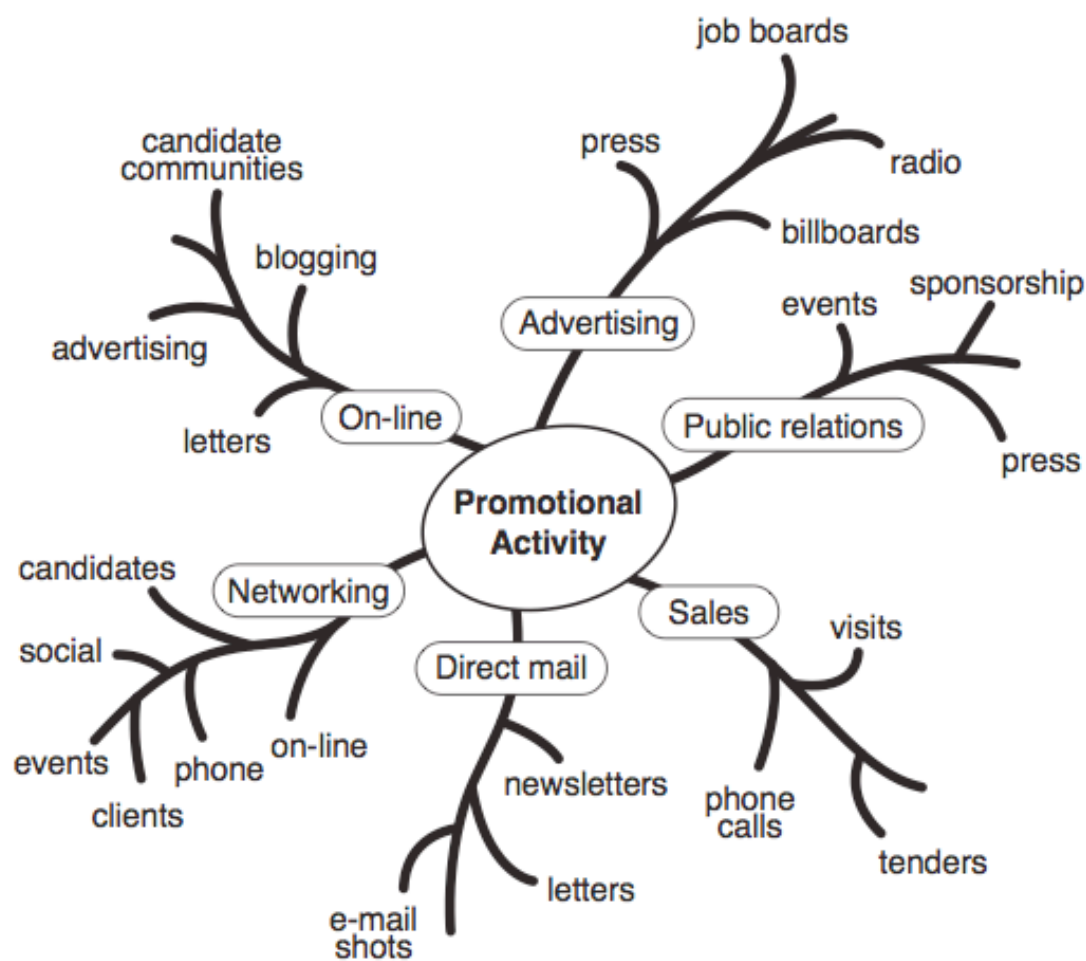 job boards
candidate
communities
press
radio
billboards
blogging
sponsorship
events
Advertising
advertising
On-line
letters
Public relations
press
Promotional
Activity
candidates
Networking
Sales
visits
social
Direct mail
events
phone
on-line
clients
newsletters
phone
calls
tenders
letters
e-mail
shots